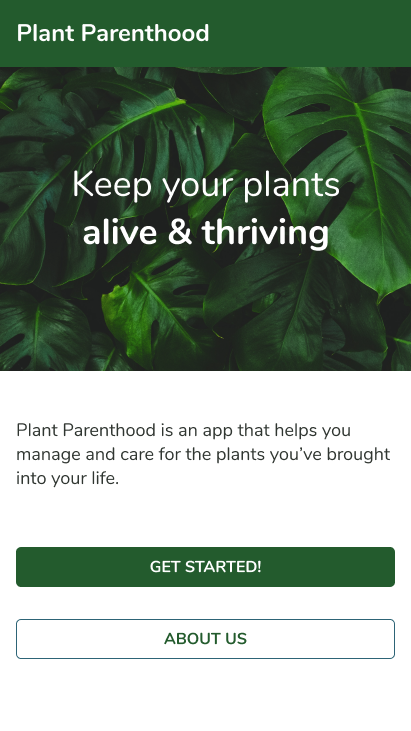 Plant Parenthood
Keep your plants
alive & thriving
Plant Parenthood is an app that helps you
manage and care for the plants you’ve brought
into your life.
GET STARTED!
ABOUT US